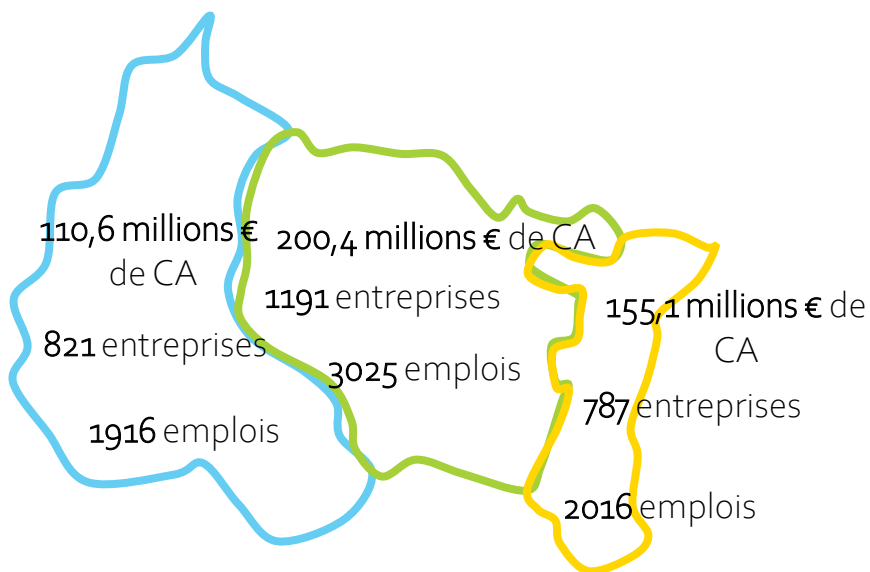 110,6 millions €
de CA
821 entreprises
1916 emplois
200,4 millions € de CA
1191 entreprises
3025 emplois
155,1 millions € de
CA
787 entreprises
2016 emplois